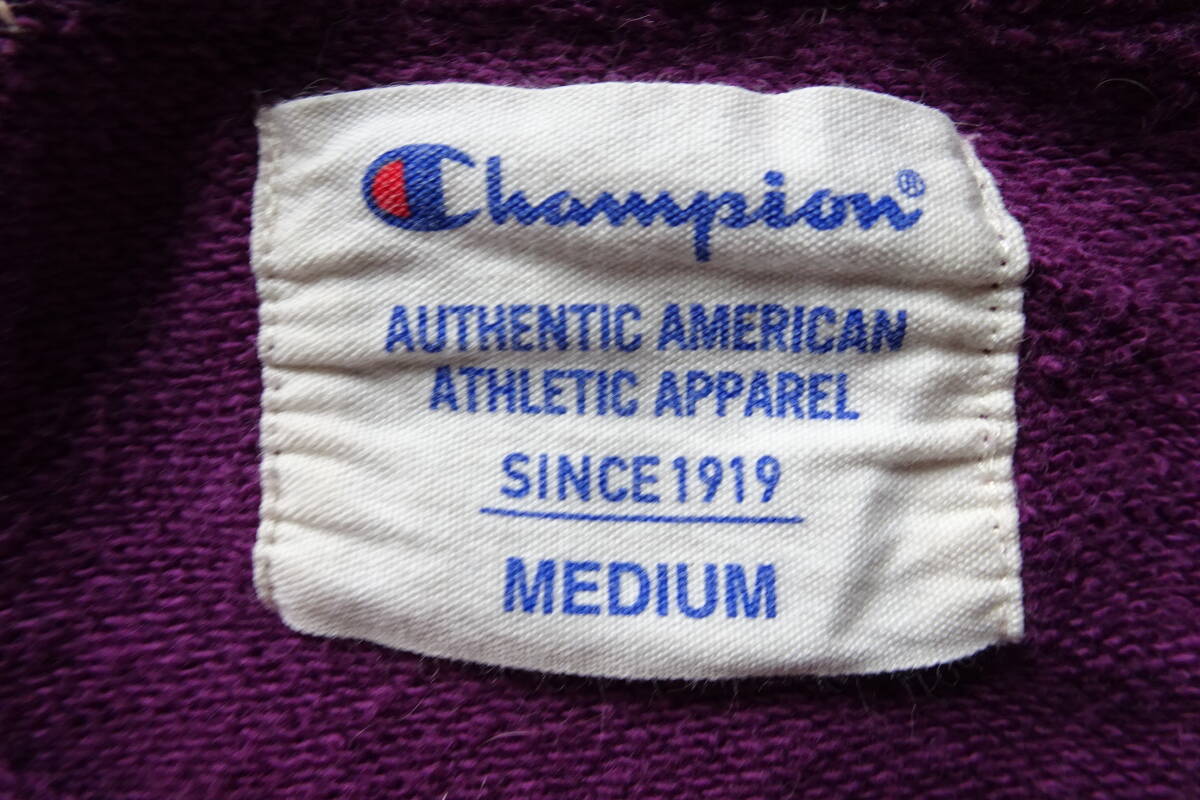 Champion®
AUTHENTIC AMERICAN
ATHLETIC APPAREL
SINCE 1919
MEDIUM